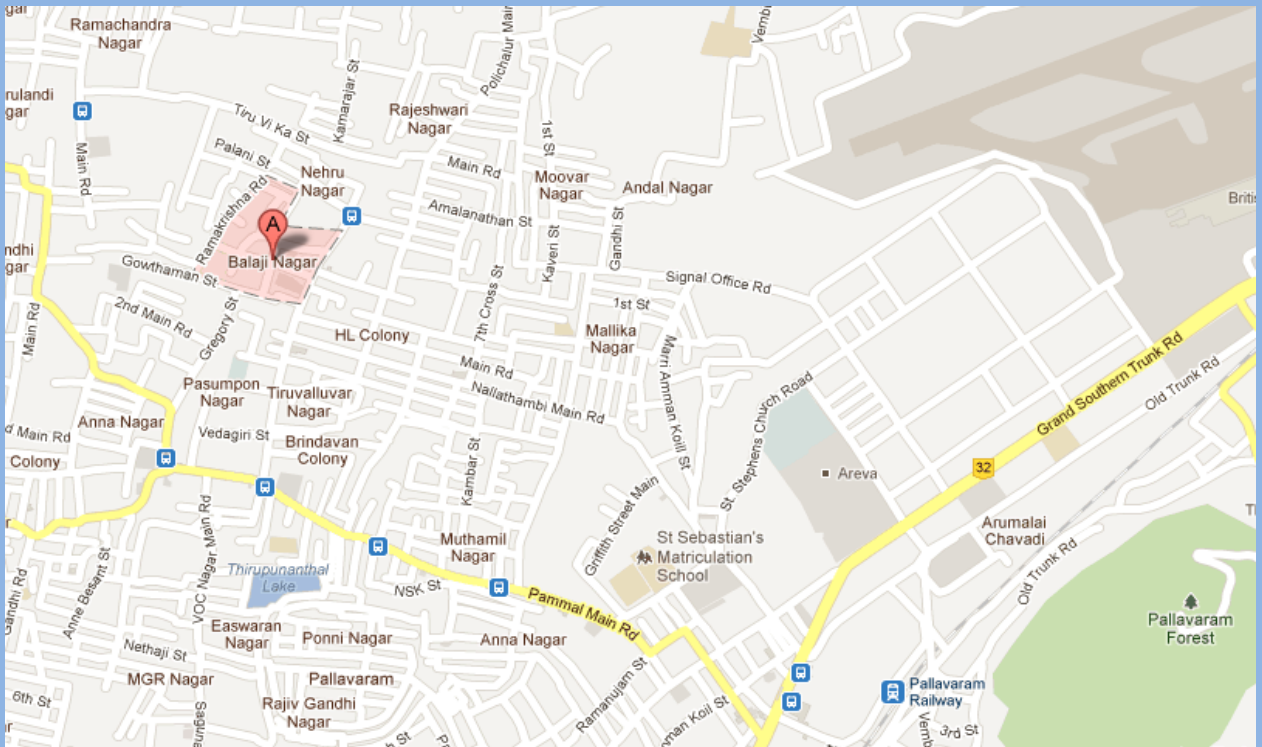 gar
Ramachandra
Nagar
Polichalur Main
Vembu
Kamarajar St
rulandi
gar
Main Rd
Tiru Vi Ka St
Rajeshwari
Nagar
1st St
Palani St
Main Rd
Nehru
Nagar
Moovar
Nagar
Andal Nagar
Ramakrishna Rd
Amalanathan St
Gandhi St
Kaveri St
A
Balaji Nagar
Britis
ndhi
gar
Gowthaman St
Signal Office Rd
2nd Main Rd
Gregory St
1st St
Main Rd
HL Colony
7th Cross St
Mallika
Nagar
Marri Amman Koill St
Main Rd
Grand Southern Trunk Rd
Old Trunk Rd
Pasumpon
Nagar
Tiruvalluvar
Nagar
Nallathambi Main Rd
St. Stephens Church Road
Anna Nagar
d Main Rd
Vedagiri St
Colony
Brindavan
Colony
Kambar St
Areva
32
Griffith Street Main
VOC Nagar Main Rd
Muthamil
Nagar
St Sebastian's
Matriculation
School
Arumalai
Chavadi
Old Trunk Rd
Thirupunanthal
Lake
NSK St
Anne Besant St
Gandhi Rd
Pammal Main Rd
Pallavaram
Forest
Easwaran
Nagar
Ponni Nagar
Anna Nagar
Nethaji St
MGR Nagar
Pallavaram
Ramanujam St
Pallavaram
Railway
6th St
Rajiv Gandhi
Nagar
Saguna
oman Koil St
Vemb
3rd St